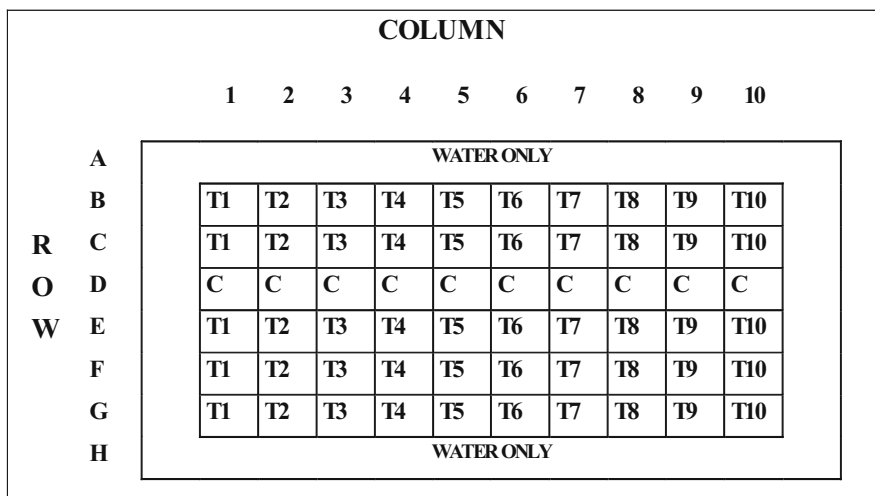 COLUMN
1 2 3 4 5 6 7 8 9 10
A WATER ONLY
B T1 T2 T3 T4 T5 T6 T7 T8 T9 T10
R C T1 T2 T3 T4 T5 T6 T7 T8 T9 T10
O D C C C C C C C C C C
W E T1 T2 T3 T4 T5 T6 T7 T8 T9 T10
F T1 T2 T3 T4 T5 T6 T7 T8 T9 T10
G T1 T2 T3 T4 T5 T6 T7 T8 T9 T10
H WATER ONLY